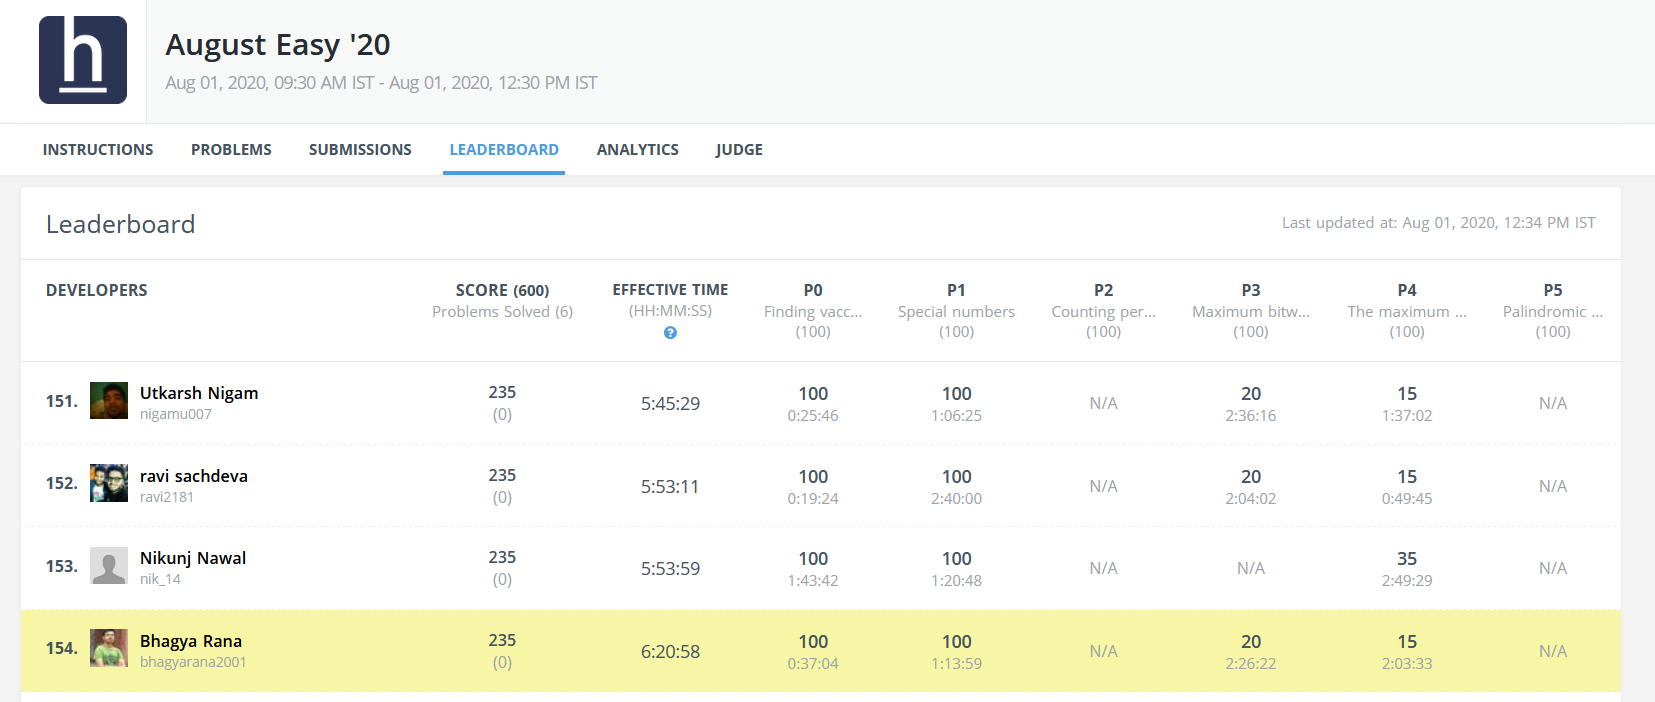 h
August Easy '20
Aug 01, 2020, 09:30 AM IST - Aug 01, 2020, 12:30 PM IST
INSTRUCTIONS PROBLEMS SUBMISSIONS LEADERBOARD ANALYTICS JUDGE
Leaderboard
Last updated at: Aug 01, 2020, 12:34 PM IST
DEVELOPERS SCORE (600) EFFECTIVE TIME P0 P1 P2 P3 P4 P5
Problems Solved (6) (HH:MM:SS) Finding vacc... Special numbers Counting per... Maximum bitw... The maximum ... Palindromic ...
? (100) (100) (100) (100) (100) (100)
151. Utkarsh Nigam 235 5:45:29 100 100 N/A 20 15 N/A
nigamu007 (0) 0:25:46 1:06:25 2:36:16 1:37:02
152. ravi sachdeva 235 5:53:11 100 100 N/A 20 15 N/A
ravi2181 (0) 0:19:24 2:40:00 2:04:02 0:49:45
153. Nikunj Nawal 235 5:53:59 100 100 N/A N/A 35 N/A
nik_14 (0) 1:43:42 1:20:48 2:49:29
154. Bhagya Rana 235 6:20:58 100 100 N/A 20 15 N/A
bhagyarana2001 (0) 0:37:04 1:13:59 2:26:22 2:03:33